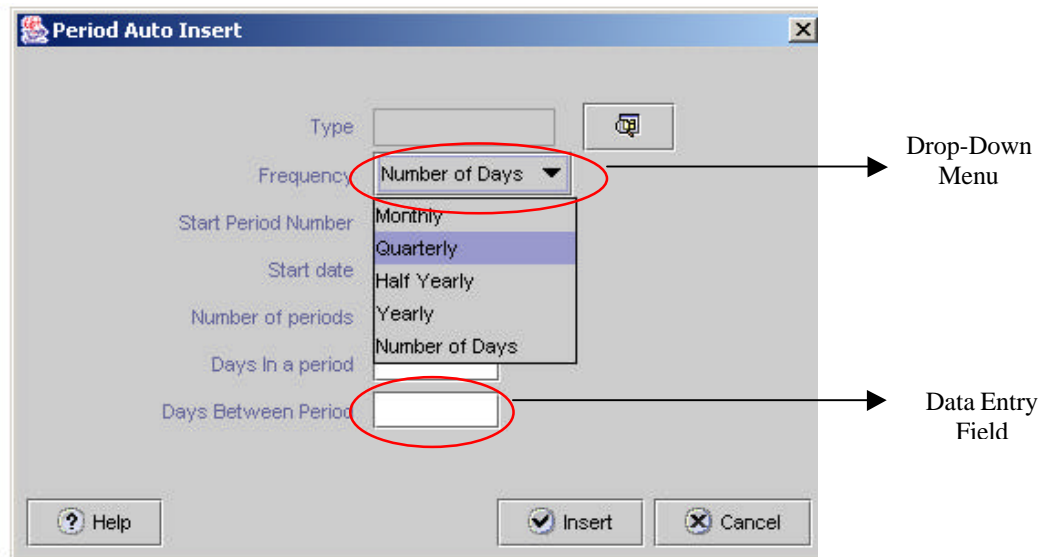 Period Auto Insert
Type
Frequency
Number of Days
Drop-Down
Menu
Start Period Number
Monthly
Quarterly
Start date
Half Yearly
Number of periods
Yearly
Number of Days
Days In a period
Days Between Period
Data Entry
Field
? Help
Insert
Cancel